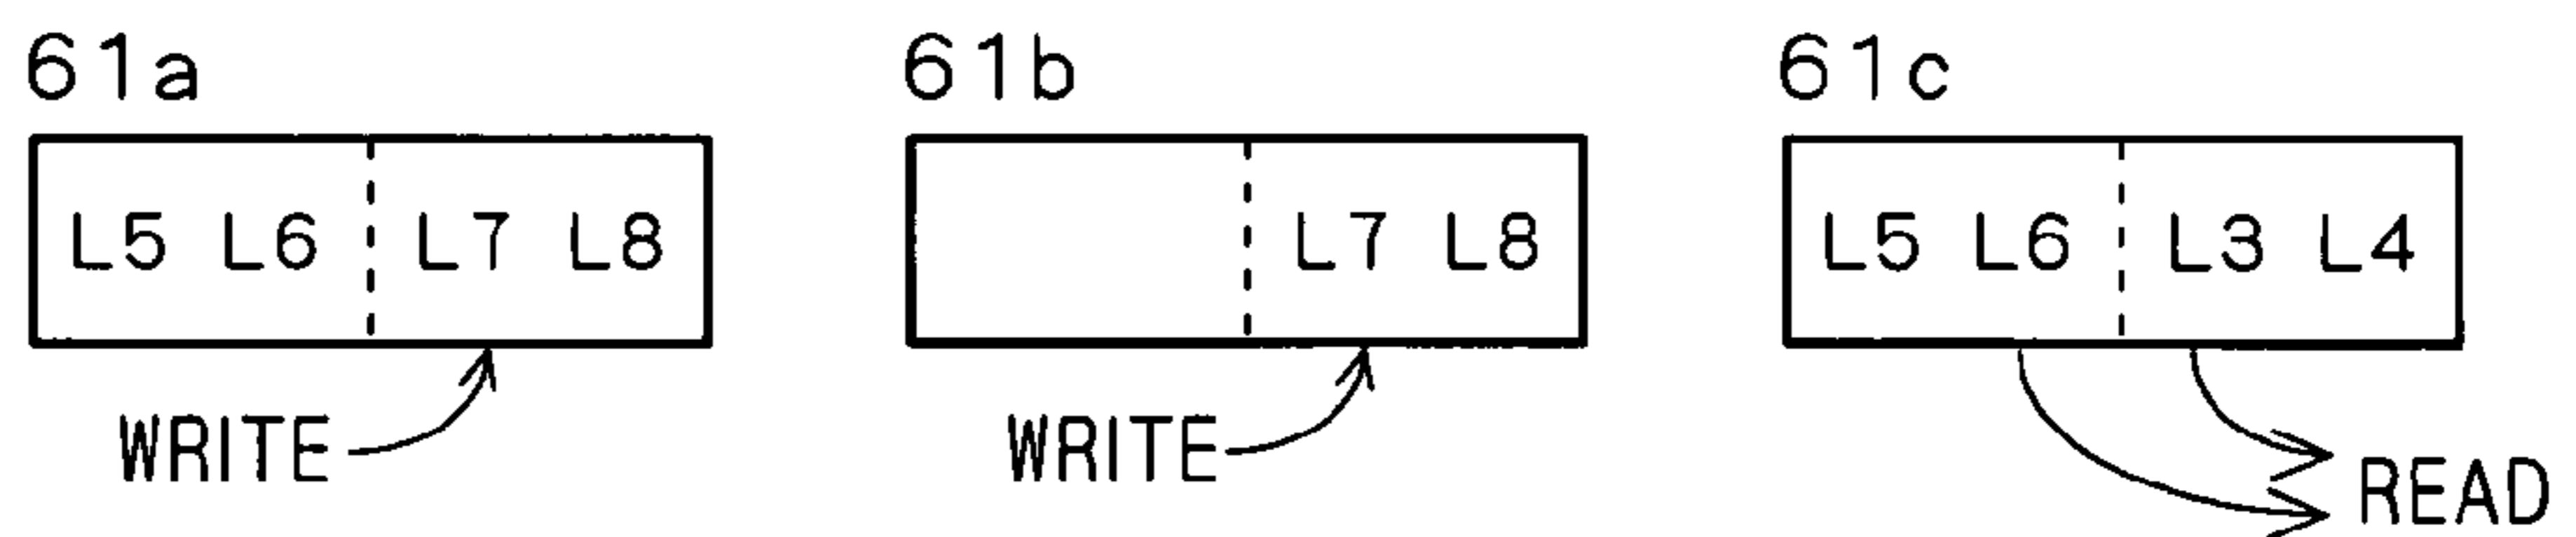 61a 61b 61c
L5 L6 L7 L8 L7 L8 L5 L6 L3 L4
WRITE WRITE READ